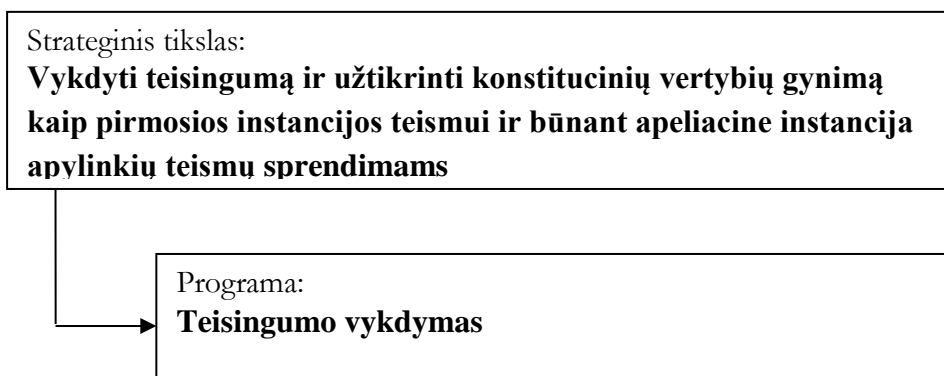 Strateginis tikslas:
Vykdyti teisingumą ir užtikrinti konstitucinių vertybių gynimą
kaip pirmosios instancijos teismui ir būnant apeliacine instancija
apylinkių teismų sprendimams
Programa:
Teisingumo vykdymas